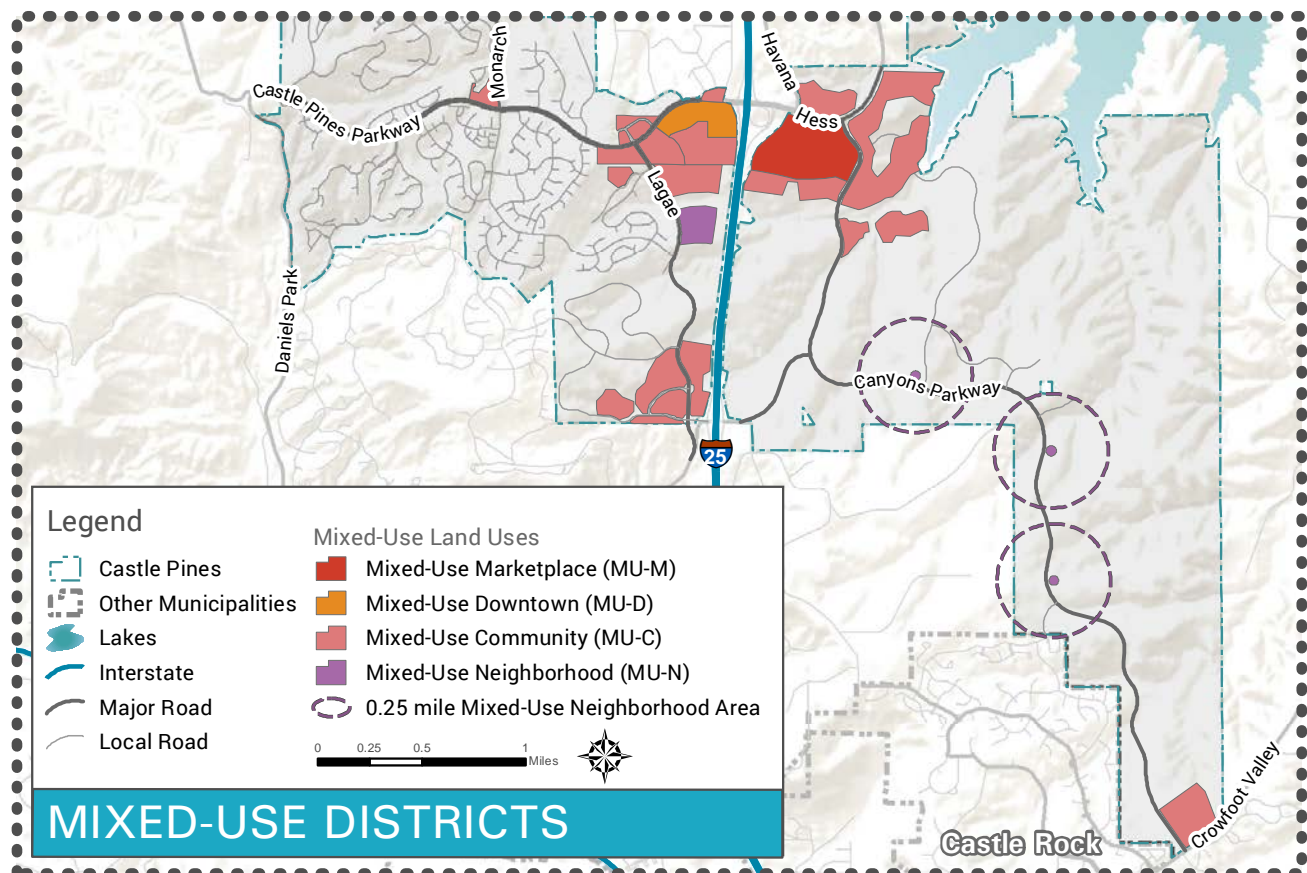 Monarch
Havana
Castle Pines Parkway
Hess
Lagae
Daniels Park
Canyons Parkway
25
Legend
Castle Pines
Other Municipalities
Lakes
Interstate
Major Road
Local Road
Mixed-Use Land Uses
Mixed-Use Marketplace (MU-M)
Mixed-Use Downtown (MU-D)
Mixed-Use Community (MU-C)
Mixed-Use Neighborhood (MU-N)
0.25 mile Mixed-Use Neighborhood Area
0 0.25 0.5 1
Miles
MIXED-USE DISTRICTS
Crowfoot Valley
Castle Rock